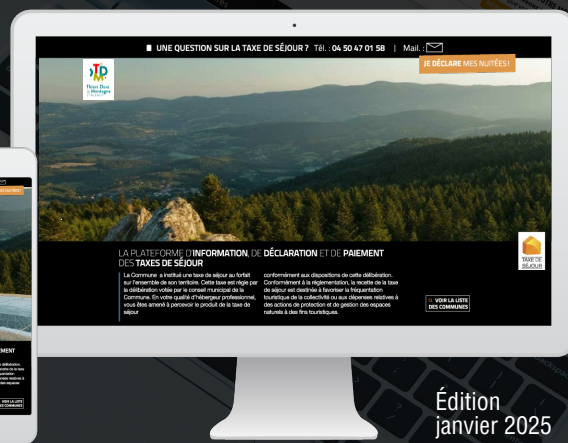 ■ UNE QUESTION SUR LA TAXE DE SÉJOUR ? Tél. : 04 50 47 01 58 | Mail. :
JE DÉCLARE MES NUITÉES !
TDM
Thiers Dore
& Montagne
LA PLATEFORME D'INFORMATION, DE DÉCLARATION ET DE PAIEMENT
DES TAXES DE SÉJOUR
La Commune a institué une taxe de séjour au forfait
sur l'ensemble de son territoire. Cette taxe est régie par
la délibération votée par le conseil municipal de la
Commune. En votre qualité d'hébergeur professionnel,
vous êtes amené à percevoir le produit de la taxe de
séjour
conformément aux dispositions de cette délibération.
Conformément à la réglementation, la recette de la taxe
de séjour est destinée à favoriser la fréquentation
touristique de la collectivité ou aux dépenses relatives à
des actions de protection et de gestion des espaces
naturels à des fins touristiques.
TAXE DE
SÉJOUR
VOIR LA LISTE
DES COMMUNES
Édition
janvier 2025